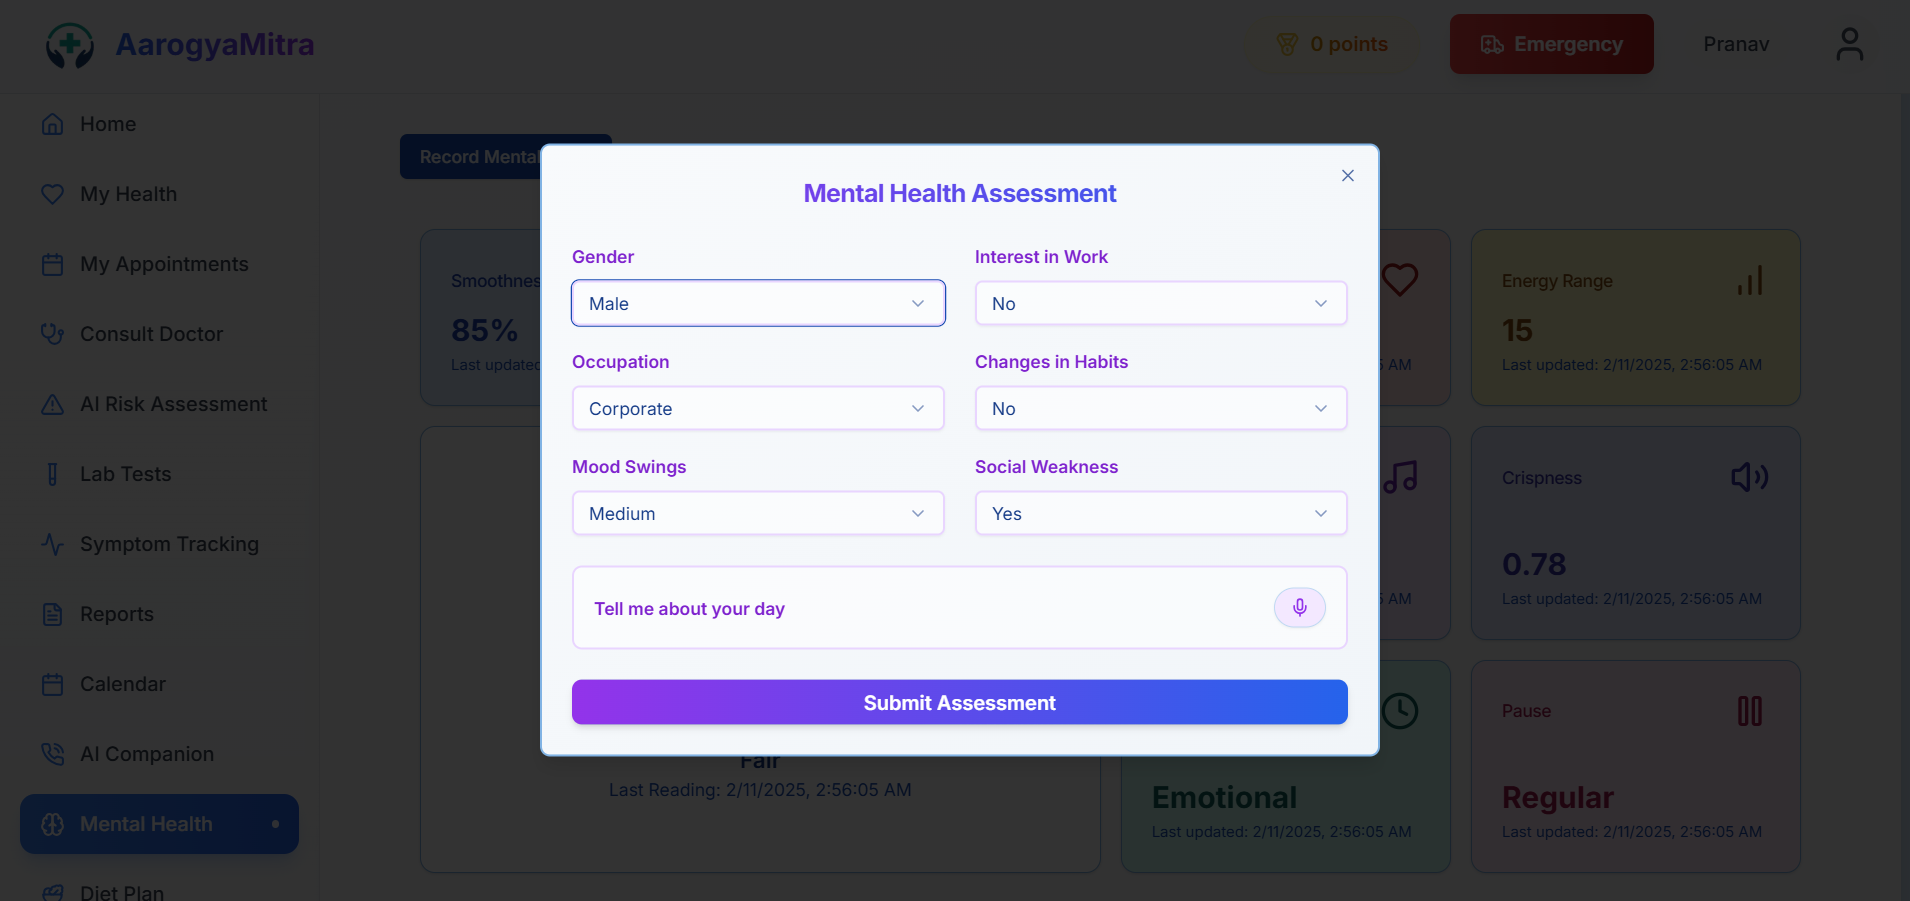 AarogyaMitra
0 points
Emergency
Pranav
Home
My Health
My Appointments
Consult Doctor
AI Risk Assessment
Lab Tests
Symptom Tracking
Reports
Calendar
AI Companion
Mental Health
Diet Plan
Record Mental
Mental Health Assessment
Gender
Male
Interest in Work
No
Occupation
Corporate
Changes in Habits
No
Mood Swings
Medium
Social Weakness
Yes
Tell me about your day
Submit Assessment
85%
Last updated
AM
Energy Range
15
Last updated: 2/11/2025, 2:56:05 AM
Fair
Last Reading: 2/11/2025, 2:56:05 AM
5 AM
Crispness
0.78
Last updated: 2/11/2025, 2:56:05 AM
Emotional
Last updated: 2/11/2025, 2:56:05 AM
Pause
Regular
Last updated: 2/11/2025, 2:56:05 AM